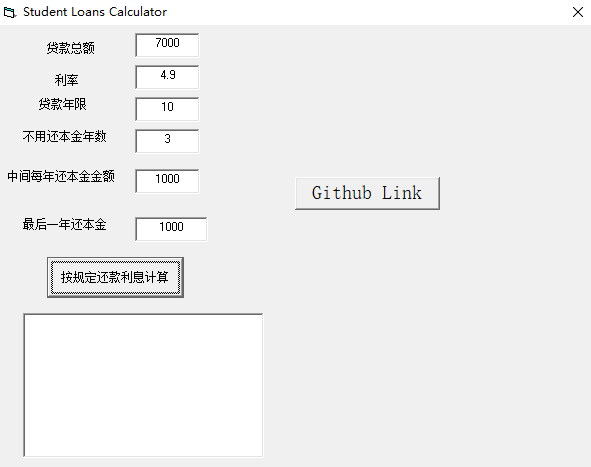 Student Loans Calculator
贷款总额 7000
利率 4.9
贷款年限 10
不用还本金年数 3
中间每年还本金金额 1000
Github Link
最后一年还本金 1000
按规定还款利息计算